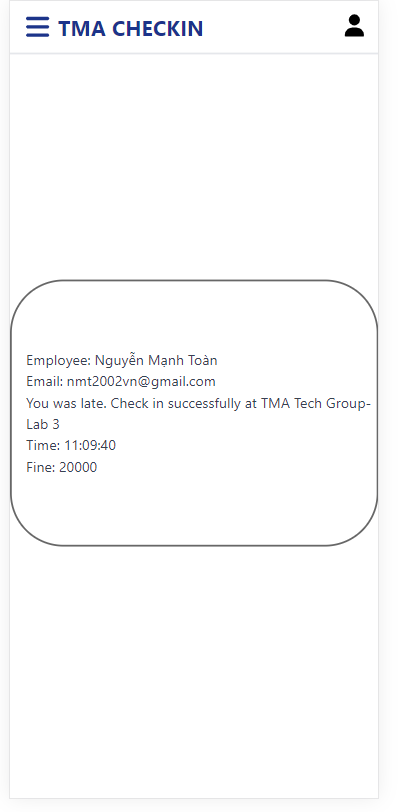 TMA CHECKIN
Employee: Nguyễn Mạnh Toàn
Email: nmt2002vn@gmail.com
You was late. Check in successfully at TMA Tech Group-
Lab 3
Time: 11:09:40
Fine: 20000